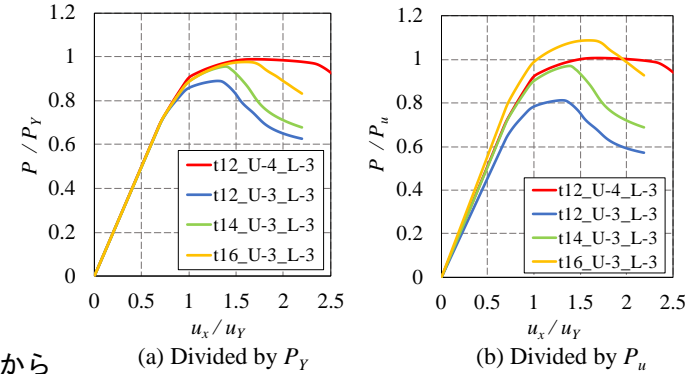 1.2
1
0.8
0.6
0.4
0.2
0
P / P_Y
t12_U-4_L-3
t12_U-3_L-3
t14_U-3_L-3
t16_U-3_L-3
0 0.5 1 1.5 2 2.5
u_x / u_Y
(a) Divided by P_Y
1.2
1
0.8
0.6
0.4
0.2
0
P / P_u
t12_U-4_L-3
t12_U-3_L-3
t14_U-3_L-3
t16_U-3_L-3
0 0.5 1 1.5 2 2.5
u_x / u_Y
(b) Divided by P_u
から